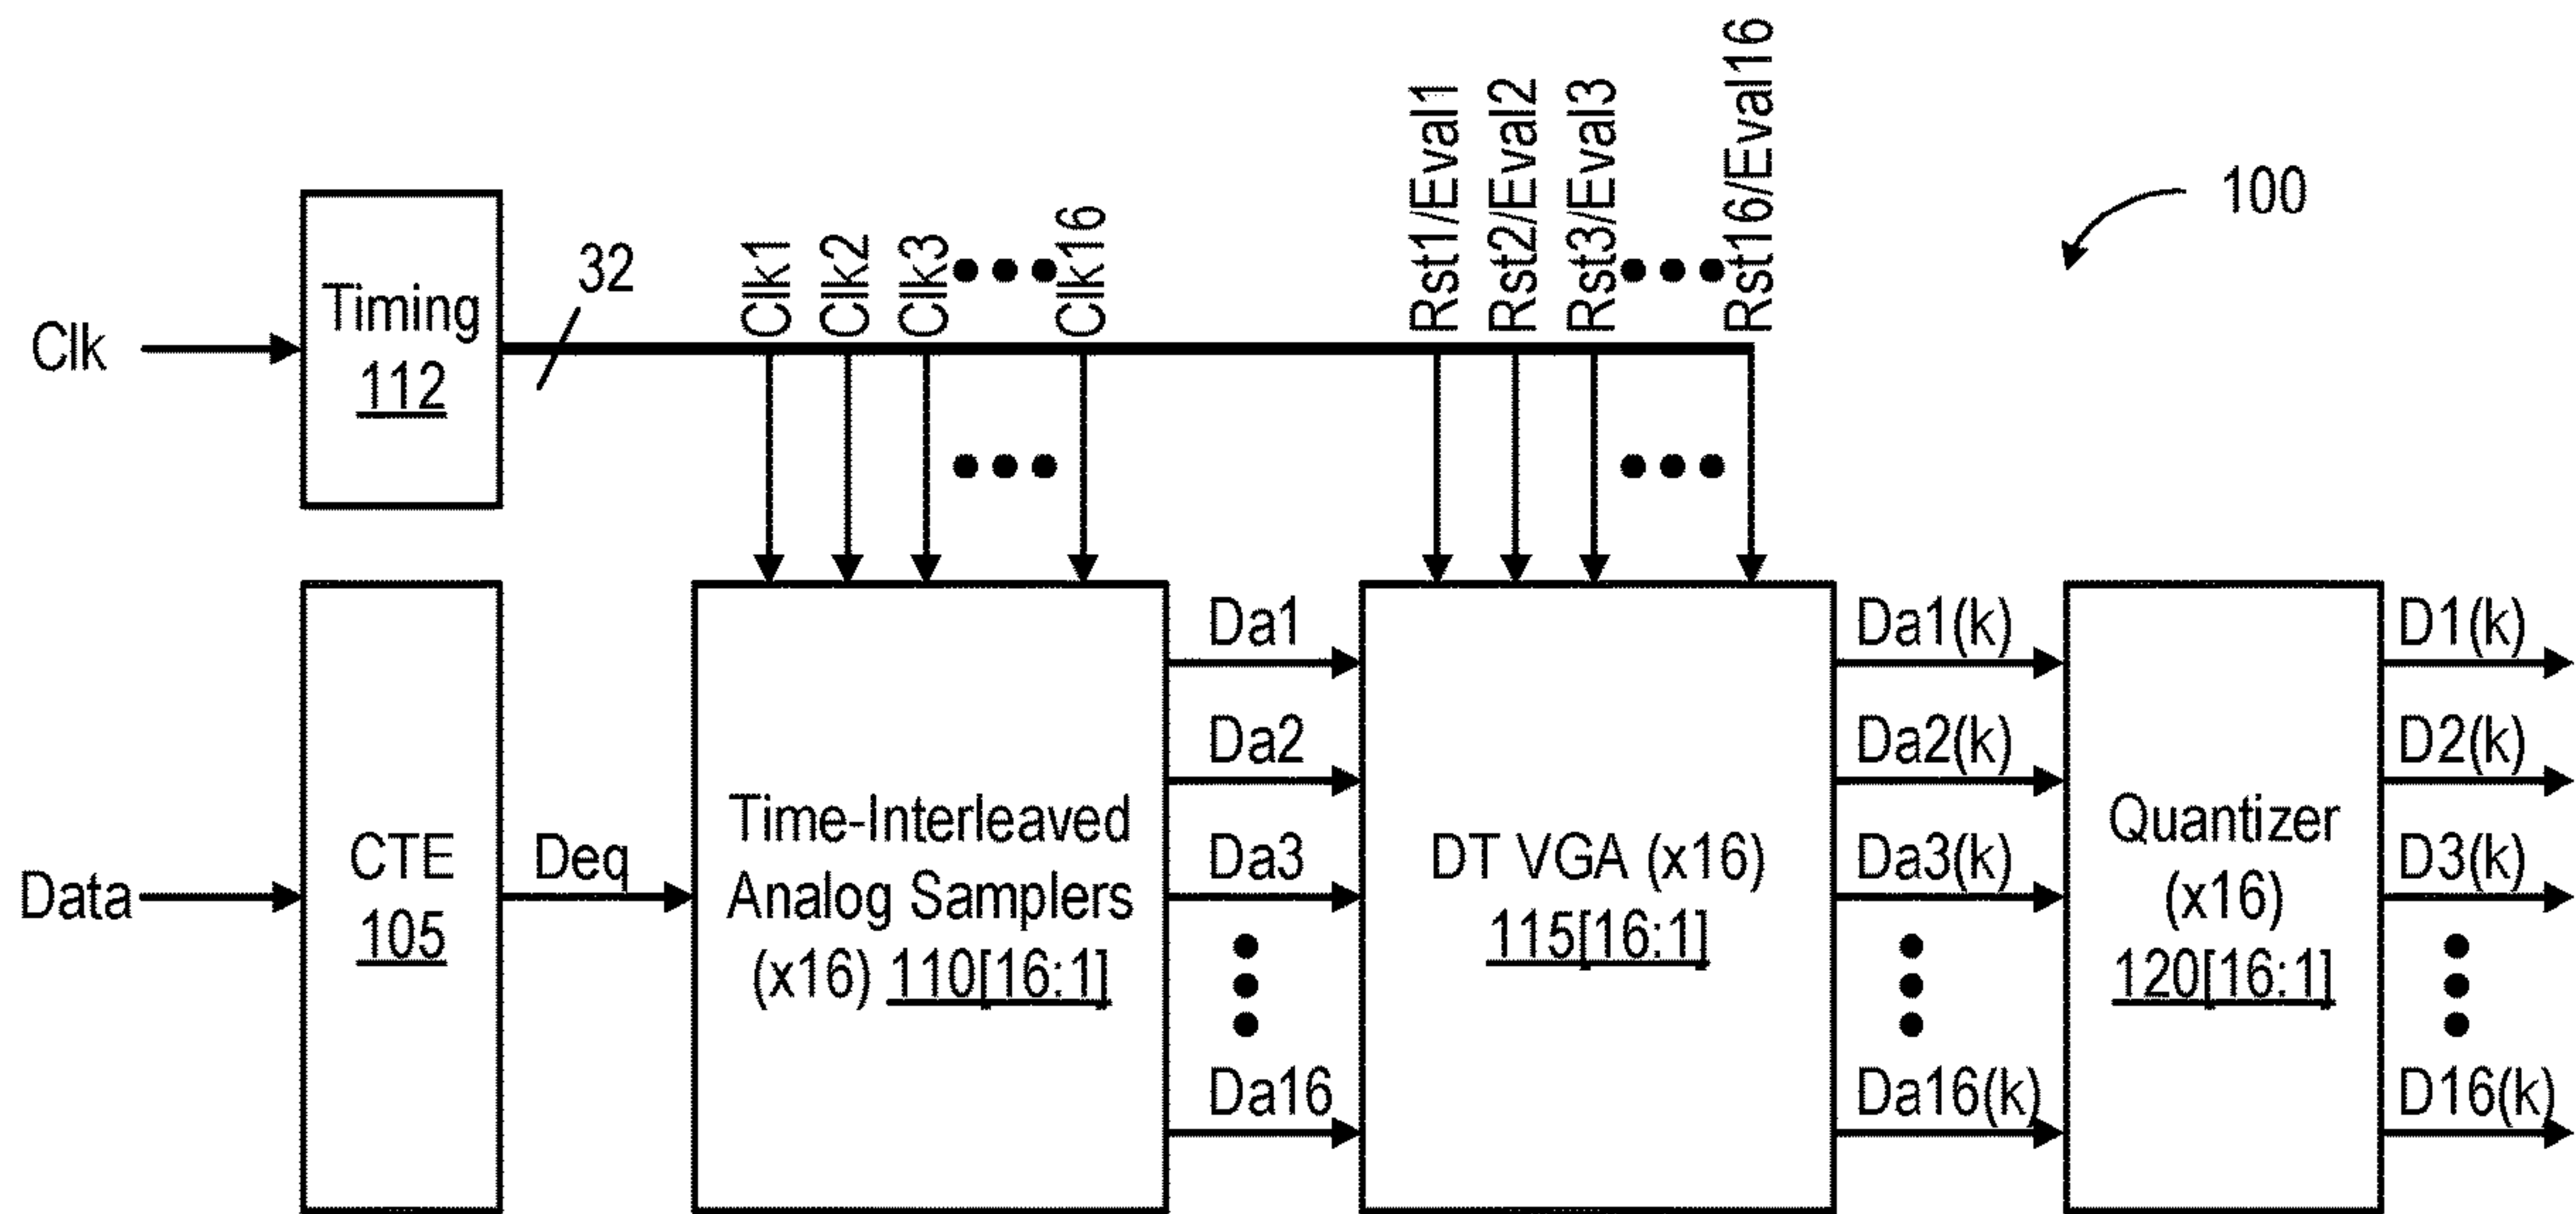 Rst1/Eval1
Rst2/Eval2
Rst3/Eval3
Rst16/Eval16
100
Clk1
Clk2
Clk3
Clk16
32
Clk
Timing
112
Data
CTE
105
Deq
Time-Interleaved
Analog Samplers
(x16) 110[16:1]
Da1
Da2
Da3
Da16
DT VGA (x16)
115[16:1]
Da1(k)
Da2(k)
Da3(k)
Da16(k)
Quantizer
(x16)
120[16:1]
D1(k)
D2(k)
D3(k)
D16(k)